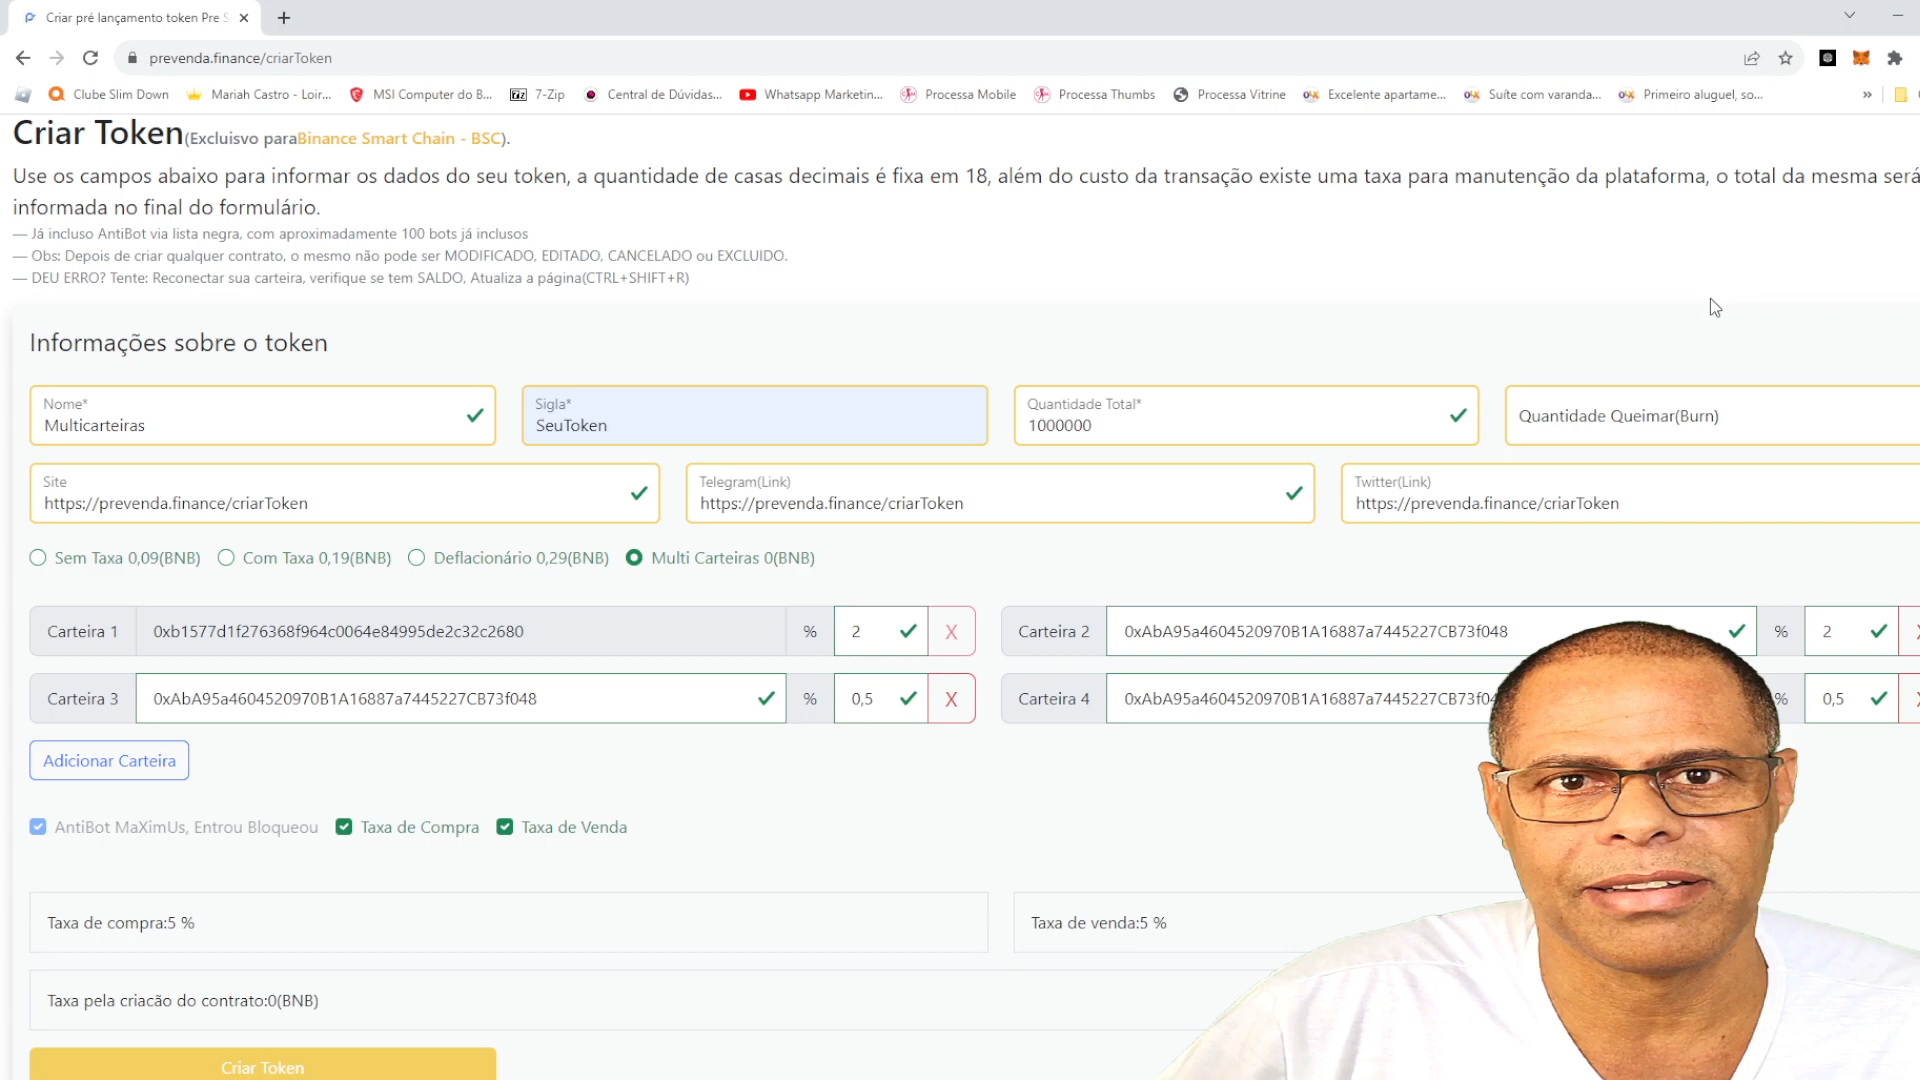 Criar pré lançamento token Pre S
prevenda.finance/criarToken
Clube Slim Down
Mariah Castro - Loir...
MSI Computer do B...
7-Zip
Central de Dúvidas...
Whatsapp Marketin...
Processa Mobile
Processa Thumbs
Processa Vitrine
Excelente apartame...
Suíte com varanda...
Primeiro aluguel, so...
Criar Token(Excluisvo paraBinance Smart Chain - BSC).
Use os campos abaixo para informar os dados do seu token, a quantidade de casas decimais é fixa em 18, além do custo da transação existe uma taxa para manutenção da plataforma, o total da mesma será
informada no final do formulário.
— Já incluso AntiBot via lista negra, com aproximadamente 100 bots já inclusos
— Obs: Depois de criar qualquer contrato, o mesmo não pode ser MODIFICADO, EDITADO, CANCELADO ou EXCLUIDO.
— DEU ERRO? Tente: Reconectar sua carteira, verifique se tem SALDO, Atualiza a página(CTRL+SHIFT+R)
Informações sobre o token
Nome*
Multicarteiras
Sigla*
SeuToken
Quantidade Total*
1000000
Quantidade Queimar(Burn)
Site
https://prevenda.finance/criarToken
Telegram(Link)
https://prevenda.finance/criarToken
Twitter(Link)
https://prevenda.finance/criarToken
Sem Taxa 0,09(BNB)
Com Taxa 0,19(BNB)
Deflacionário 0,29(BNB)
Multi Carteiras 0(BNB)
Carteira 1
0xb1577d1f276368f964c0064e84995de2c32c2680
%
2
X
Carteira 2
0xAbA95a4604520970B1A16887a7445227CB73f048
%
2
Carteira 3
0xAbA95a4604520970B1A16887a7445227CB73f048
%
0,5
X
Carteira 4
0xAbA95a4604520970B1A16887a7445227CB73f04
%
0,5
Adicionar Carteira
AntiBot MaXimUs, Entrou Bloqueou
Taxa de Compra
Taxa de Venda
Taxa de compra:5 %
Taxa de venda:5 %
Taxa pela criacão do contrato:0(BNB)
Criar Token